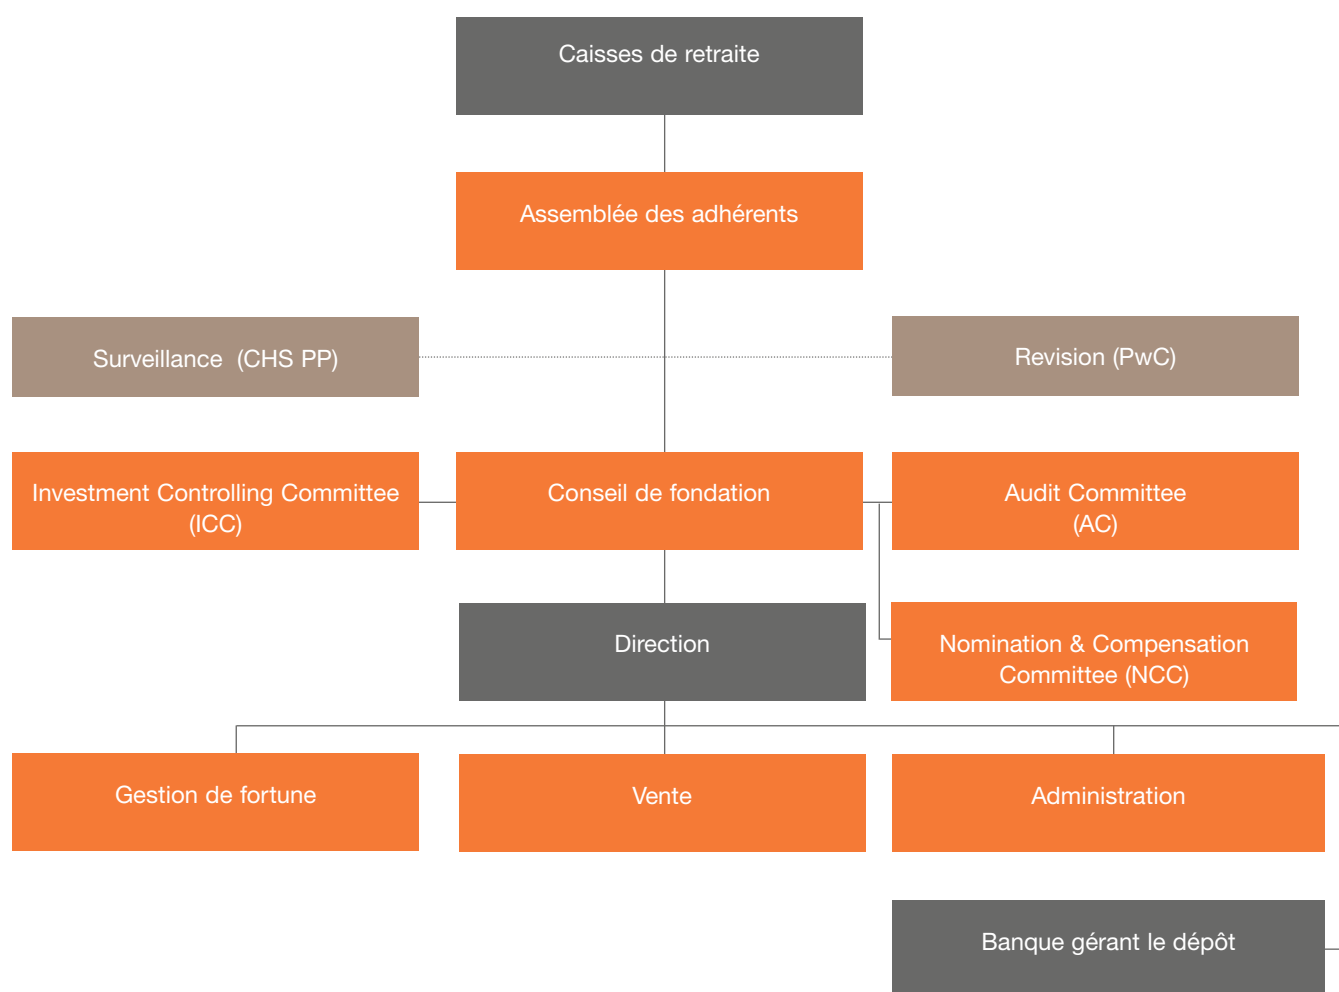 Caisses de retraite
Assemblée des adhérents
Surveillance (CHS PP)
Revision (PwC)
Investment Controlling Committee
(ICC)
Conseil de fondation
Audit Committee
(AC)
Direction
Nomination & Compensation
Committee (NCC)
Gestion de fortune
Vente
Administration
Banque gérant le dépôt